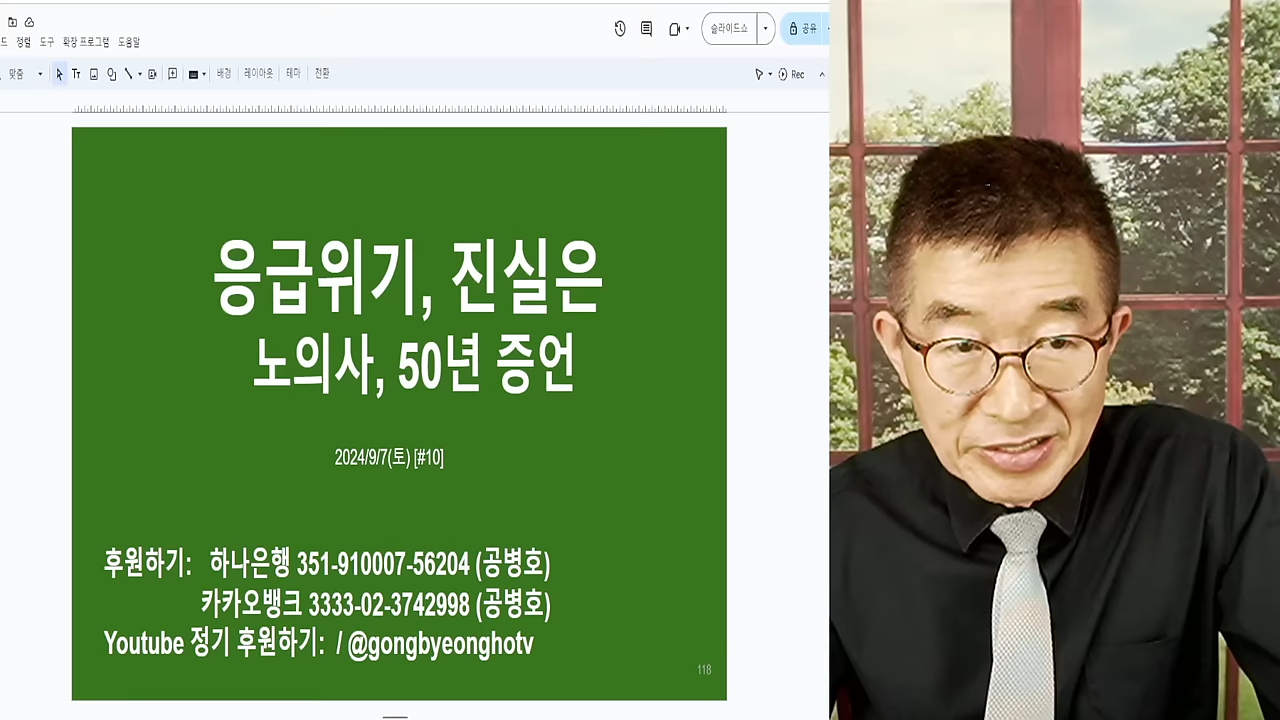 정렬 도구 확장 프로그램 도움말
슬라이드쇼
공유
맞춤
Tt
배경 레이아웃 테마 전환
Rec
응급위기, 진실은
노의사, 50년 증언
2024/9/7(토) [#10]
후원하기: 하나은행 351-910007-56204 (공병호)
카카오뱅크 3333-02-3742998 (공병호)
Youtube 정기 후원하기: / @gongbyeonghotv
118